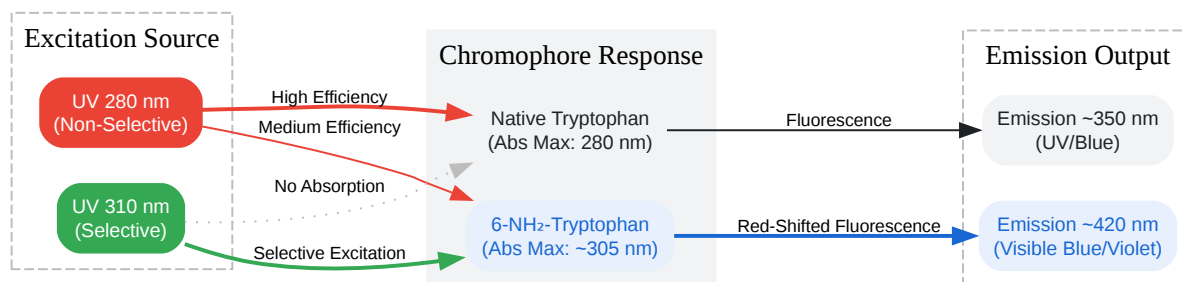 Excitation Source
UV 280 nm
(Non-Selective)
UV 310 nm
(Selective)
High Efficiency
Medium Efficiency
No Absorption
Selective Excitation
Chromophore Response
Native Tryptophan
(Abs Max: 280 nm)
6-NH₂-Tryptophan
(Abs Max: ~305 nm)
Fluorescence
Red-Shifted Fluorescence
Emission Output
Emission ~350 nm
(UV/Blue)
Emission ~420 nm
(Visible Blue/Violet)